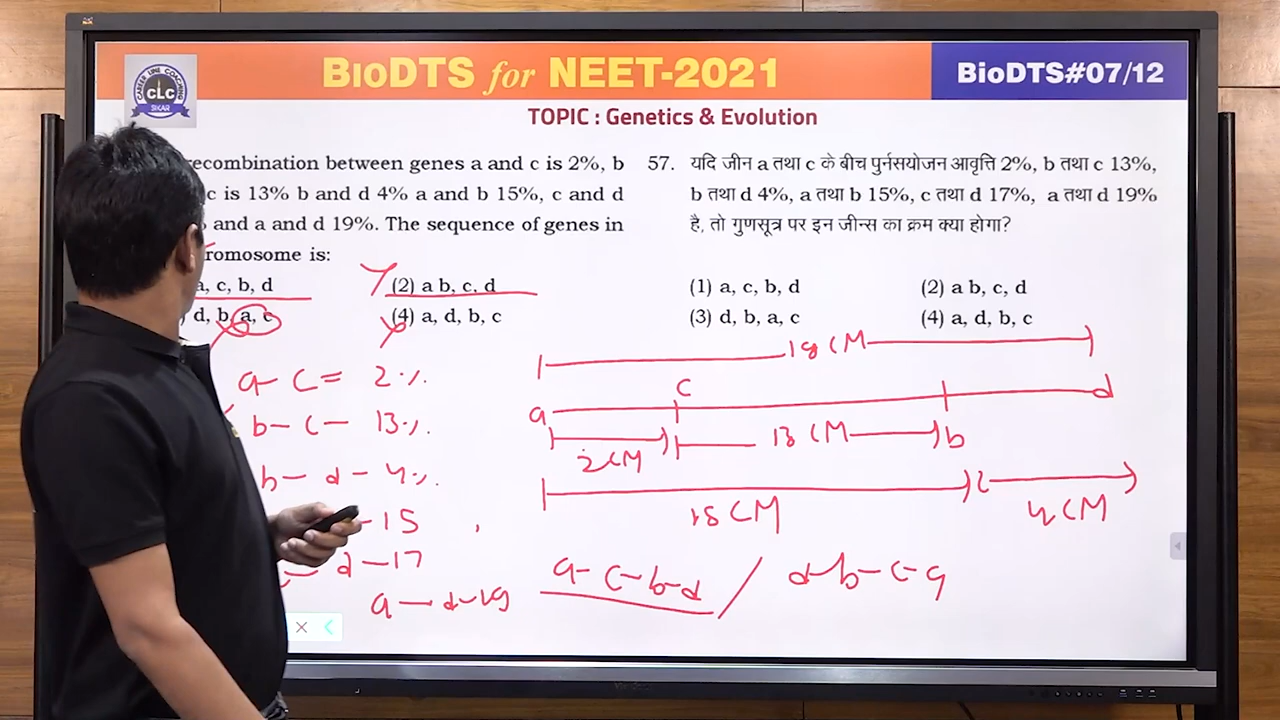 BIODTS for NEET-2021
BioDTS#07/12
CAREER LINE COACHING
CLC
SIKAR
TOPIC : Genetics & Evolution
recombination between genes a and c is 2%, b
c is 13% b and d 4% a and b 15%, c and d
and a and d 19%. The sequence of genes in
romosome is:
a, c, b, d (2) a b, c, d
d, b, a, c (4) a, d, b, c
57. यदि जीन a तथा c के बीच पुर्नसयोजन आवृत्ति 2%, b तथा c 13%,
b तथा d 4%, a तथा b 15%, c तथा d 17%, a तथा d 19%
है, तो गुणसूत्र पर इन जीन्स का क्रम क्या होगा?
(1) a, c, b, d (2) a b, c, d
(3) d, b, a, c (4) a, d, b, c
a - c = 2%.
b - c - 13%.
b - d - 4%.
- 15
- d - 17
a - d - 19
19 CM
a c d
2 CM 13 CM b
15 CM 4 CM
a - c - b - d / d - b - c - a